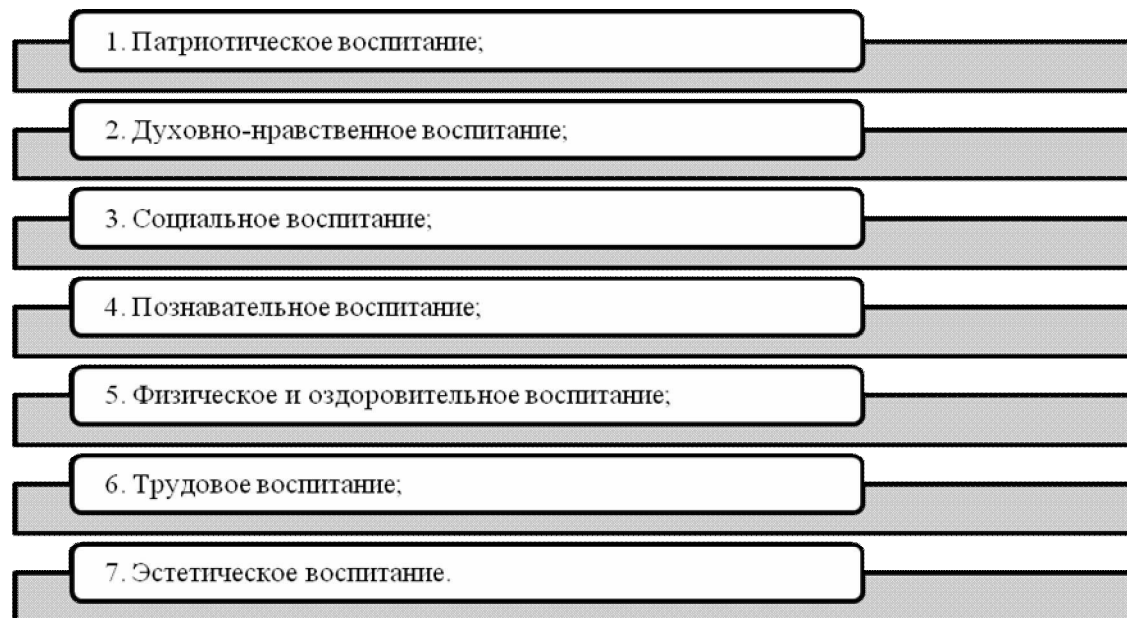 1. Патриотическое воспитание;
2. Духовно-нравственное воспитание;
3. Социальное воспитание;
4. Познавательное воспитание;
5. Физическое и оздоровительное воспитание;
6. Трудовое воспитание;
7. Эстетическое воспитание.